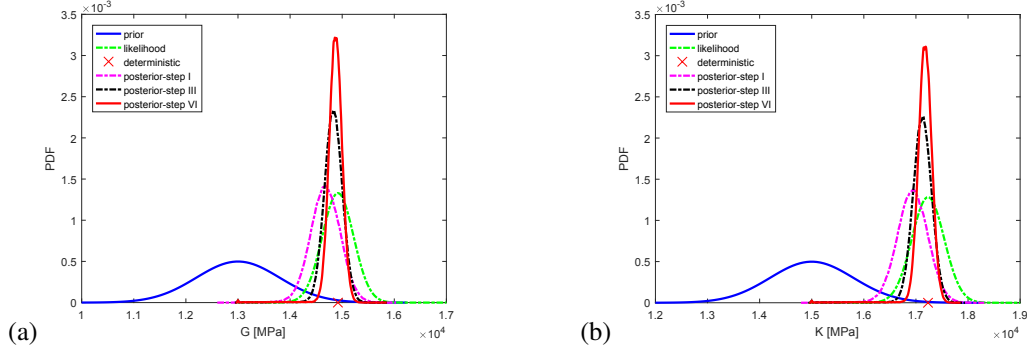 ×10⁻³
3.5
3
2.5
2
1.5
1
0.5
0
PDF
prior
likelihood
deterministic
posterior-step I
posterior-step III
posterior-step VI
1 1.1 1.2 1.3 1.4 1.5 1.6 1.7
×10⁴
G [MPa]
(a)
×10⁻³
3.5
3
2.5
2
1.5
1
0.5
0
PDF
prior
likelihood
deterministic
posterior-step I
posterior-step III
posterior-step VI
1.2 1.3 1.4 1.5 1.6 1.7 1.8 1.9
×10⁴
K [MPa]
(b)